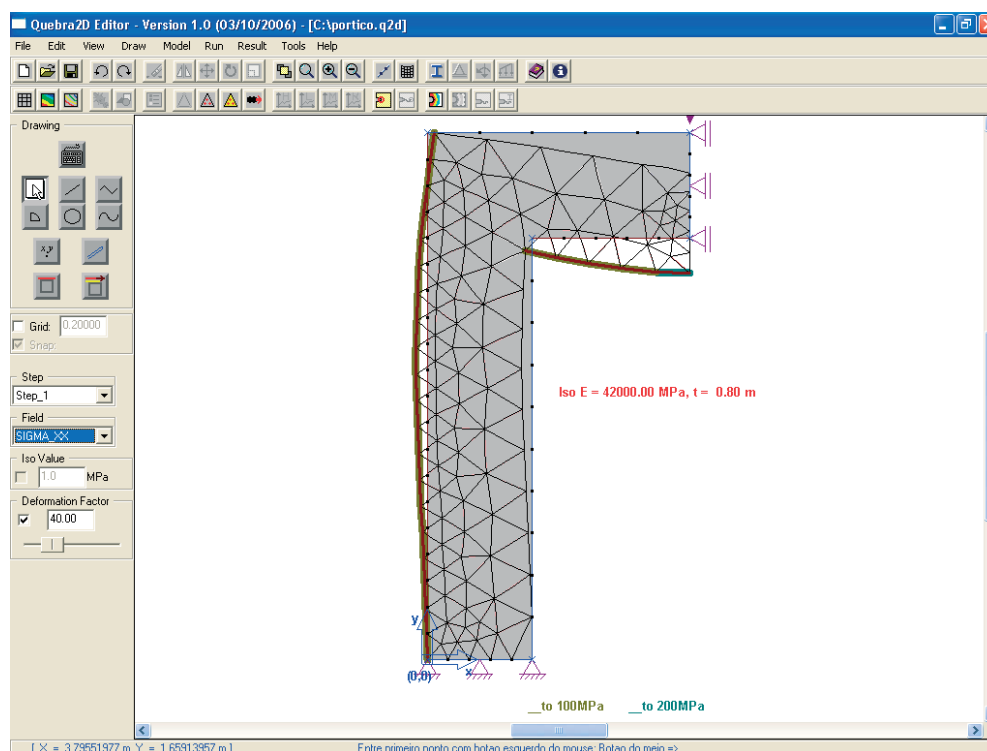 Quebra2D Editor - Version 1.0 (03/10/2006) - [C:\portico.q2d]
File Edit View Draw Model Run Result Tools Help
Drawing
x,y
Grid: 0.20000
Snap:
Step
Step_1
Field
SIGMA_XX
Iso Value
1.0 MPa
Deformation Factor
40.00
Iso E = 42000.00 MPa, t = 0.80 m
y
x
(0,0)
__to 100MPa __to 200MPa
[ X = 3.79551977 m Y = 1.65913957 m ] Entre primeiro ponto com botao esquerdo do mouse: Botao do meio =>